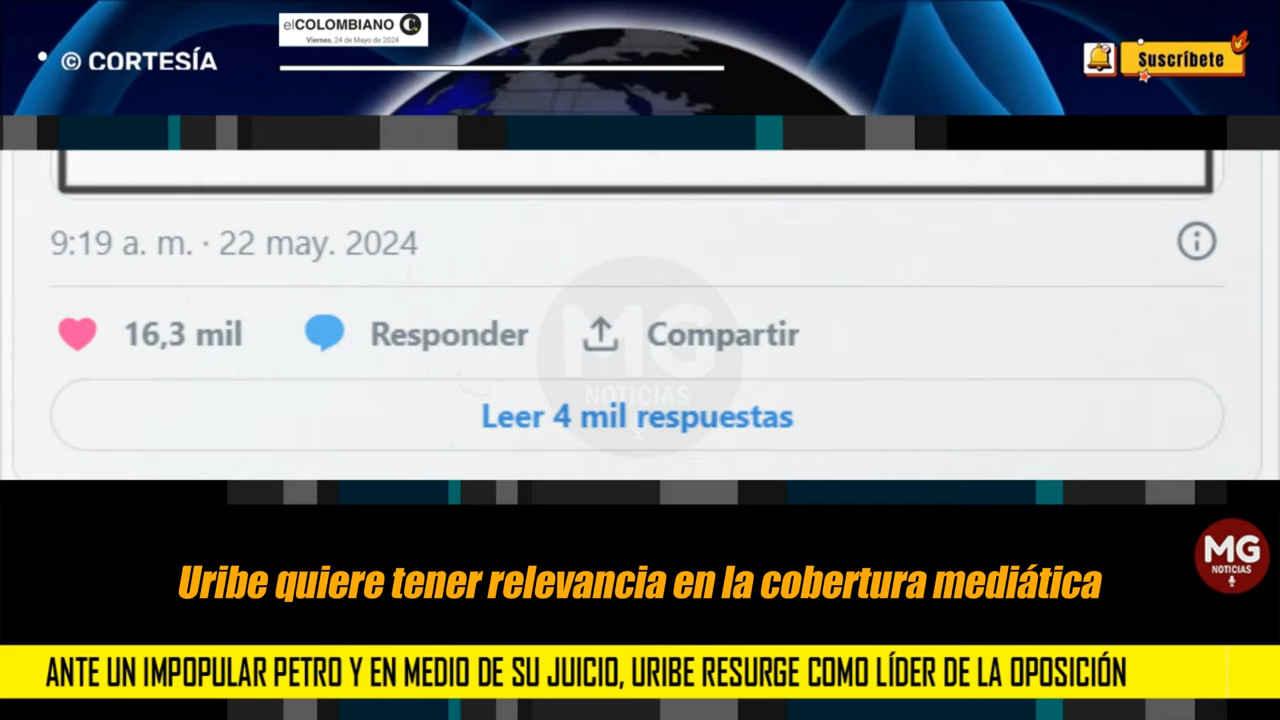 elCOLOMBIANO C
Viernes, 24 de Mayo de 2024
© CORTESÍA
Suscríbete
9:19 a. m. · 22 may. 2024
16,3 mil Responder Compartir
MG
NOTICIAS
Leer 4 mil respuestas
MG
NOTICIAS
Uribe quiere tener relevancia en la cobertura mediática
ANTE UN IMPOPULAR PETRO Y EN MEDIO DE SU JUICIO, URIBE RESURGE COMO LÍDER DE LA OPOSICIÓN